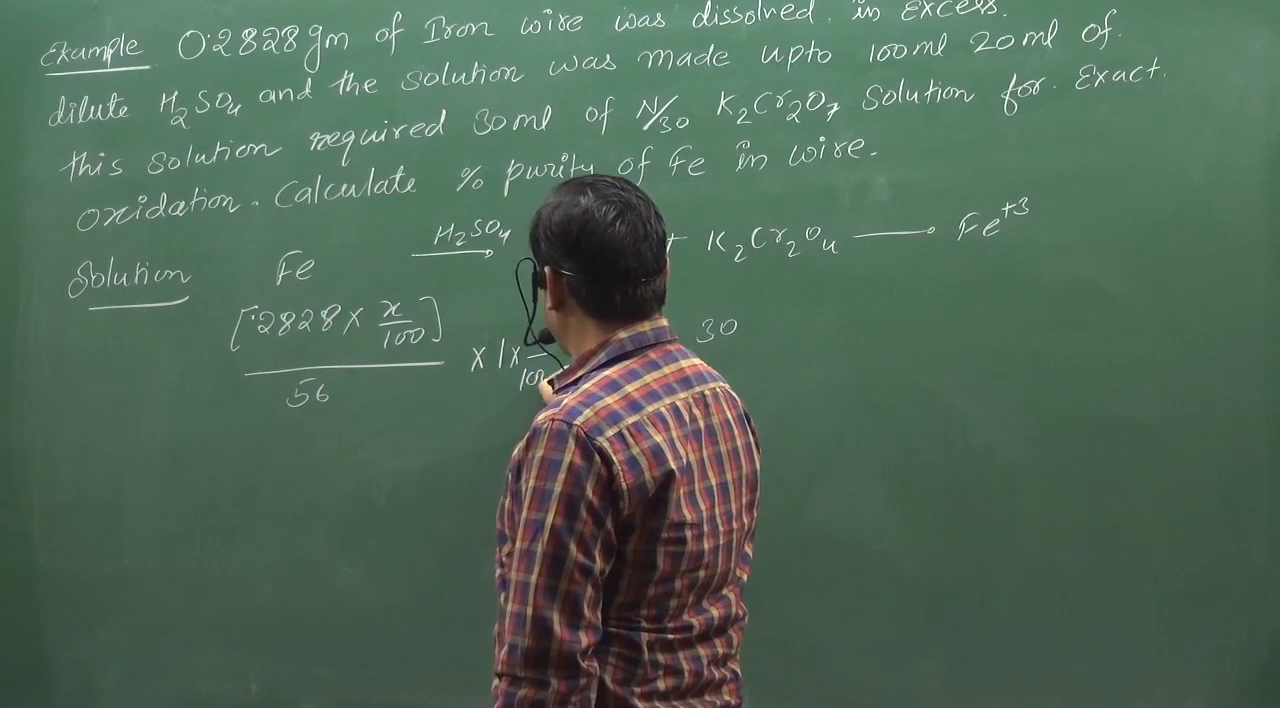 Example 0.2828 gm of Iron wire was dissolved. in Excess.
dilute H₂SO₄ and the solution was made upto 100ml 20ml of.
this solution required 30ml of N/30 K₂Cr₂O₇ solution for. Exact.
oxidation. Calculate % purity of Fe in wire.
Solution Fe H₂SO₄ → + K₂Cr₂O₄ → Fe⁺³
[.2828 × x/100] / 56 × 1 × 30